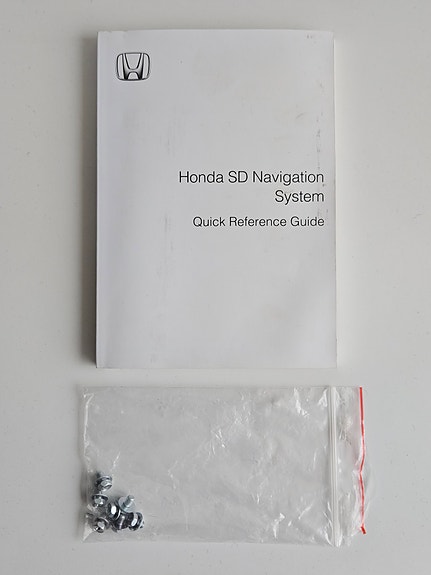 Honda SD Navigation
System
Quick Reference Guide